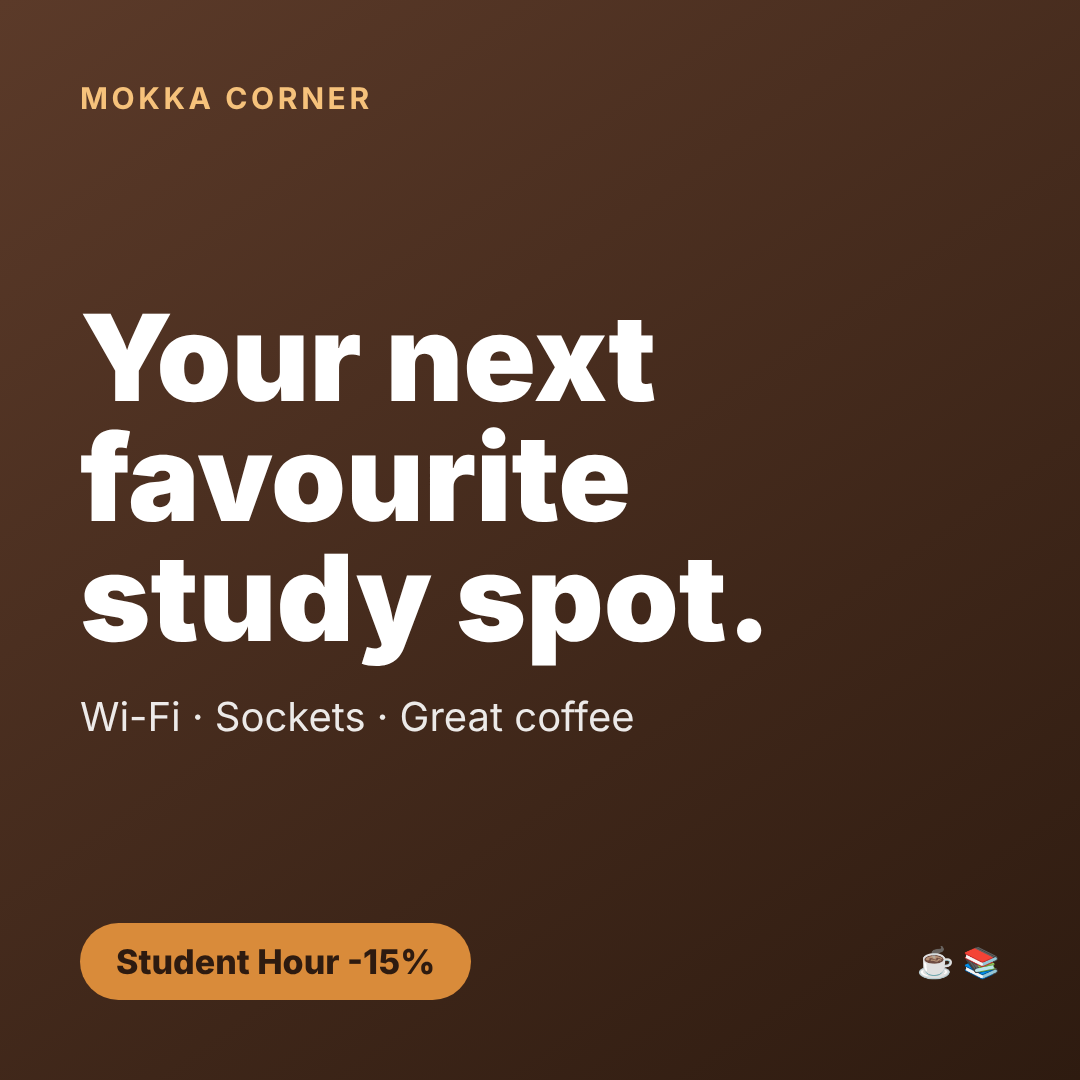 MOKKA CORNER
Your next
favourite
study spot.
Wi-Fi · Sockets · Great coffee
Student Hour -15%